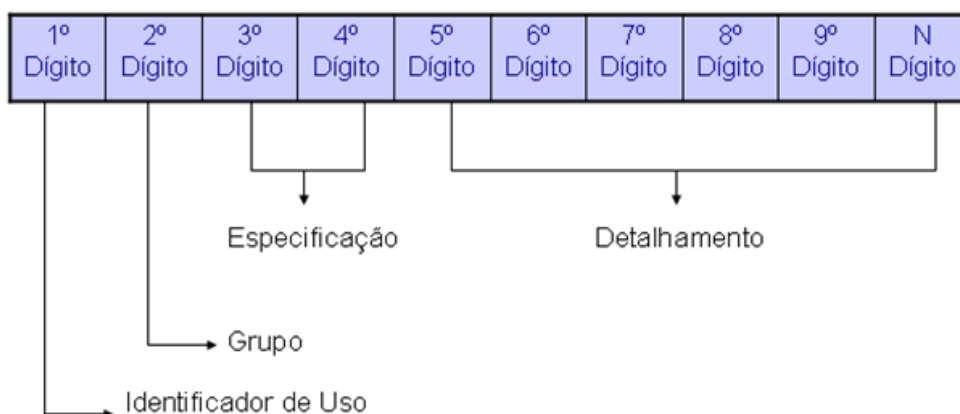 1º 2º 3º 4º 5º 6º 7º 8º 9º N
Dígito Dígito Dígito Dígito Dígito Dígito Dígito Dígito Dígito Dígito
Especificação Detalhamento
Grupo
Identificador de Uso